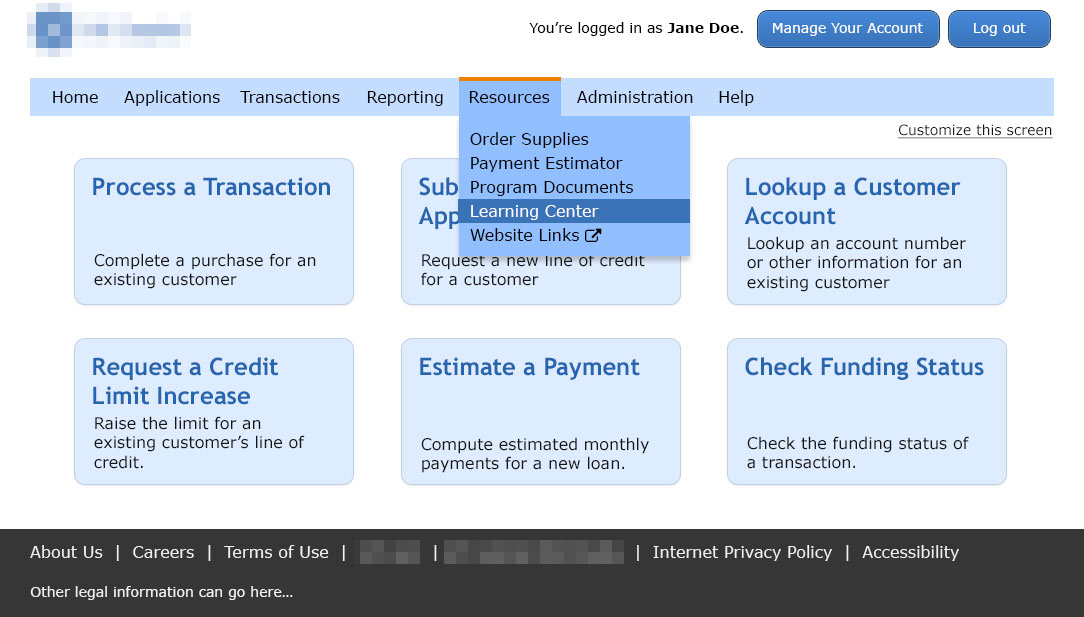 You're logged in as Jane Doe. Manage Your Account Log out
Home Applications Transactions Reporting Resources Administration Help
Customize this screen
Order Supplies
Payment Estimator
Program Documents
Learning Center
Website Links
Process a Transaction
Complete a purchase for an
existing customer
Sub
App
Request a new line of credit
for a customer
Lookup a Customer
Account
Lookup an account number
or other information for an
existing customer
Request a Credit
Limit Increase
Raise the limit for an
existing customer's line of
credit.
Estimate a Payment
Compute estimated monthly
payments for a new loan.
Check Funding Status
Check the funding status of
a transaction.
About Us | Careers | Terms of Use | | | Internet Privacy Policy | Accessibility
Other legal information can go here...